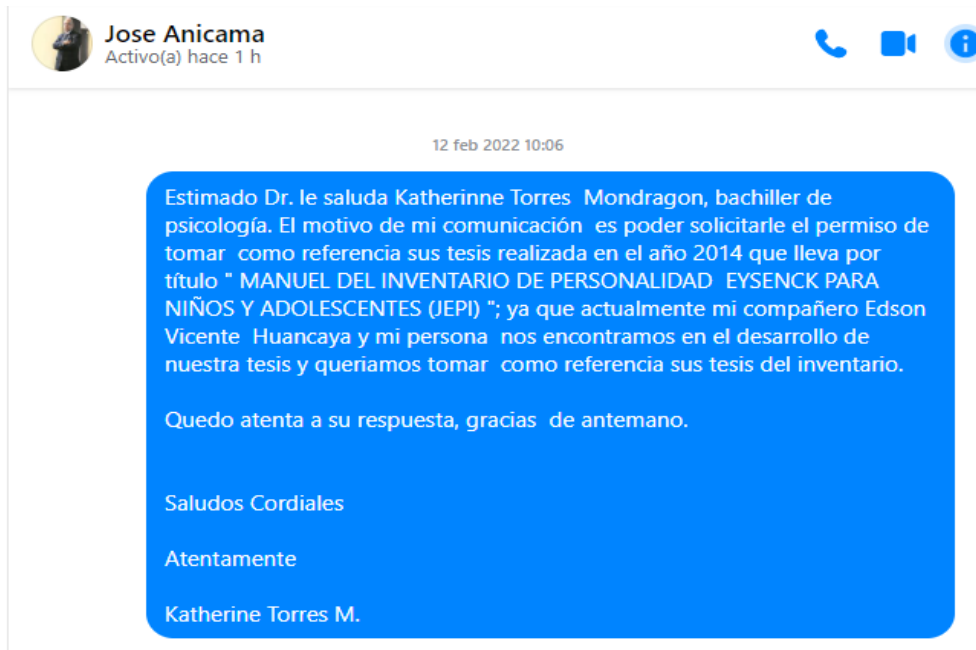 Jose Anicama
Activo(a) hace 1 h
12 feb 2022 10:06
Estimado Dr. le saluda Katherinne Torres  Mondragon, bachiller de
psicología. El motivo de mi comunicación  es poder solicitarle el permiso de
tomar  como referencia sus tesis realizada en el año 2014 que lleva por
título " MANUEL DEL INVENTARIO DE PERSONALIDAD  EYSENCK PARA
NIÑOS Y ADOLESCENTES (JEPI) "; ya que actualmente mi compañero Edson
Vicente  Huancaya y mi persona  nos encontramos en el desarrollo de
nuestra tesis y queriamos tomar  como referencia sus tesis del inventario.
Quedo atenta a su respuesta, gracias  de antemano.
Saludos Cordiales
Atentamente
Katherine Torres M.